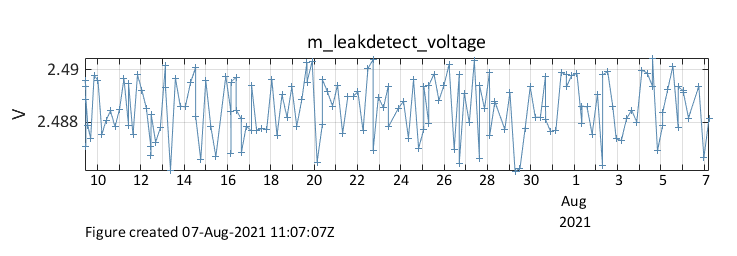 m_leakdetect_voltage
2.49
2.488
V
10 12 14 16 18 20 22 24 26 28 30 1 3 5 7
Aug
2021
Figure created 07-Aug-2021 11:07:07Z